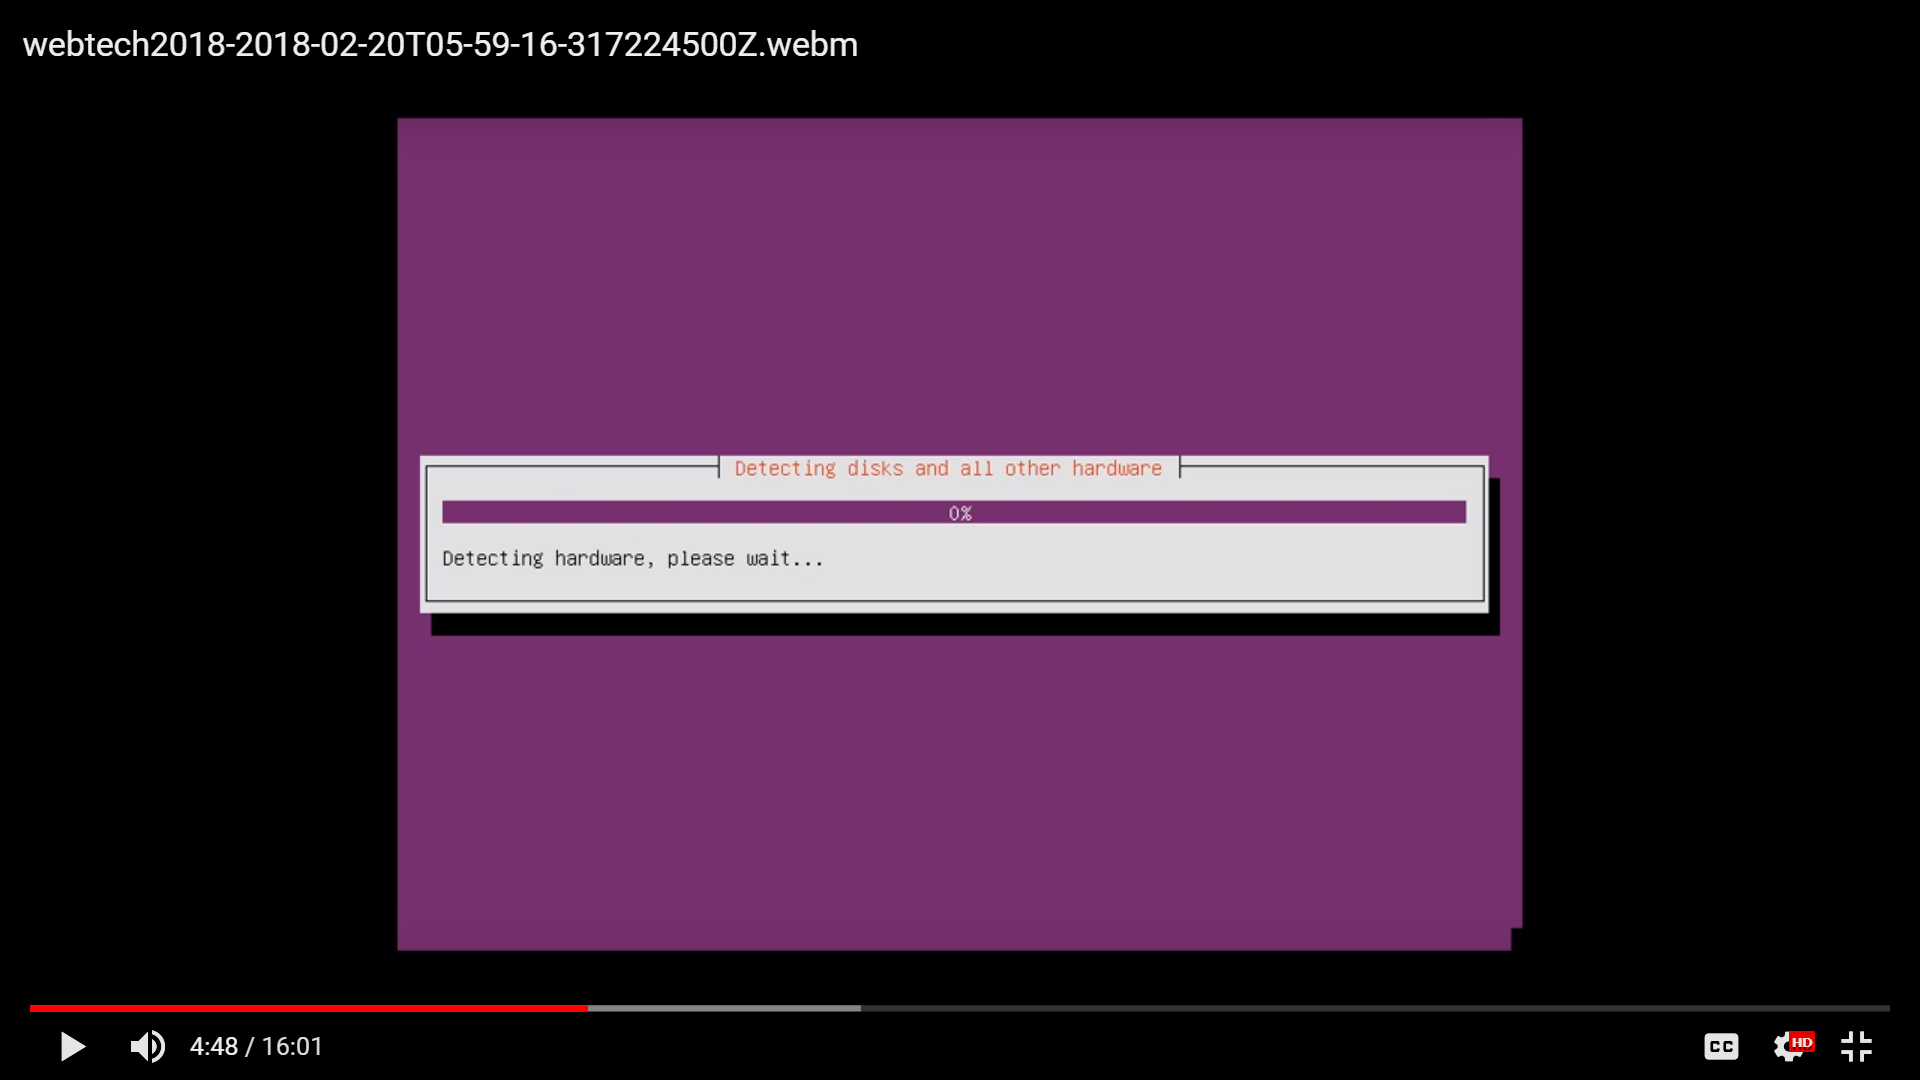 webtech2018-2018-02-20T05-59-16-317224500Z.webm
Detecting disks and all other hardware
0%
Detecting hardware, please wait...
4:48 / 16:01
CC
HD